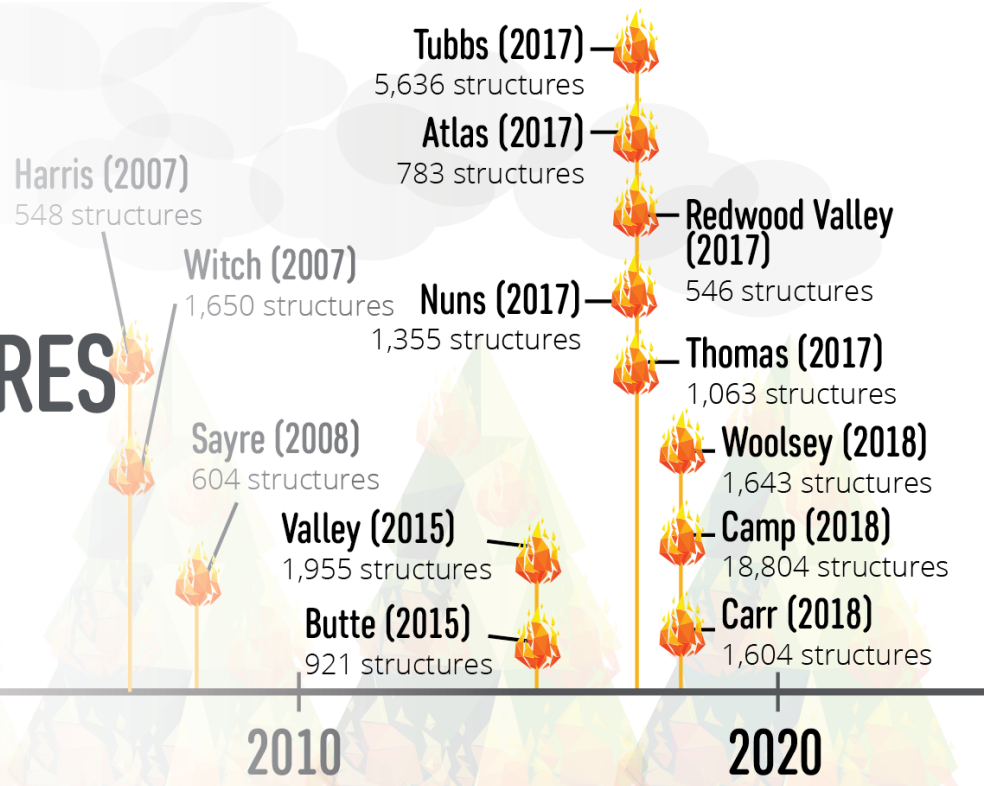 Tubbs (2017)
5,636 structures
Atlas (2017)
783 structures
Harris (2007)
548 structures
Redwood Valley
(2017)
546 structures
Witch (2007)
1,650 structures
Nuns (2017)
1,355 structures
RES
Thomas (2017)
1,063 structures
Sayre (2008)
604 structures
Woolsey (2018)
1,643 structures
Valley (2015)
1,955 structures
Camp (2018)
18,804 structures
Butte (2015)
921 structures
Carr (2018)
1,604 structures
2010
2020